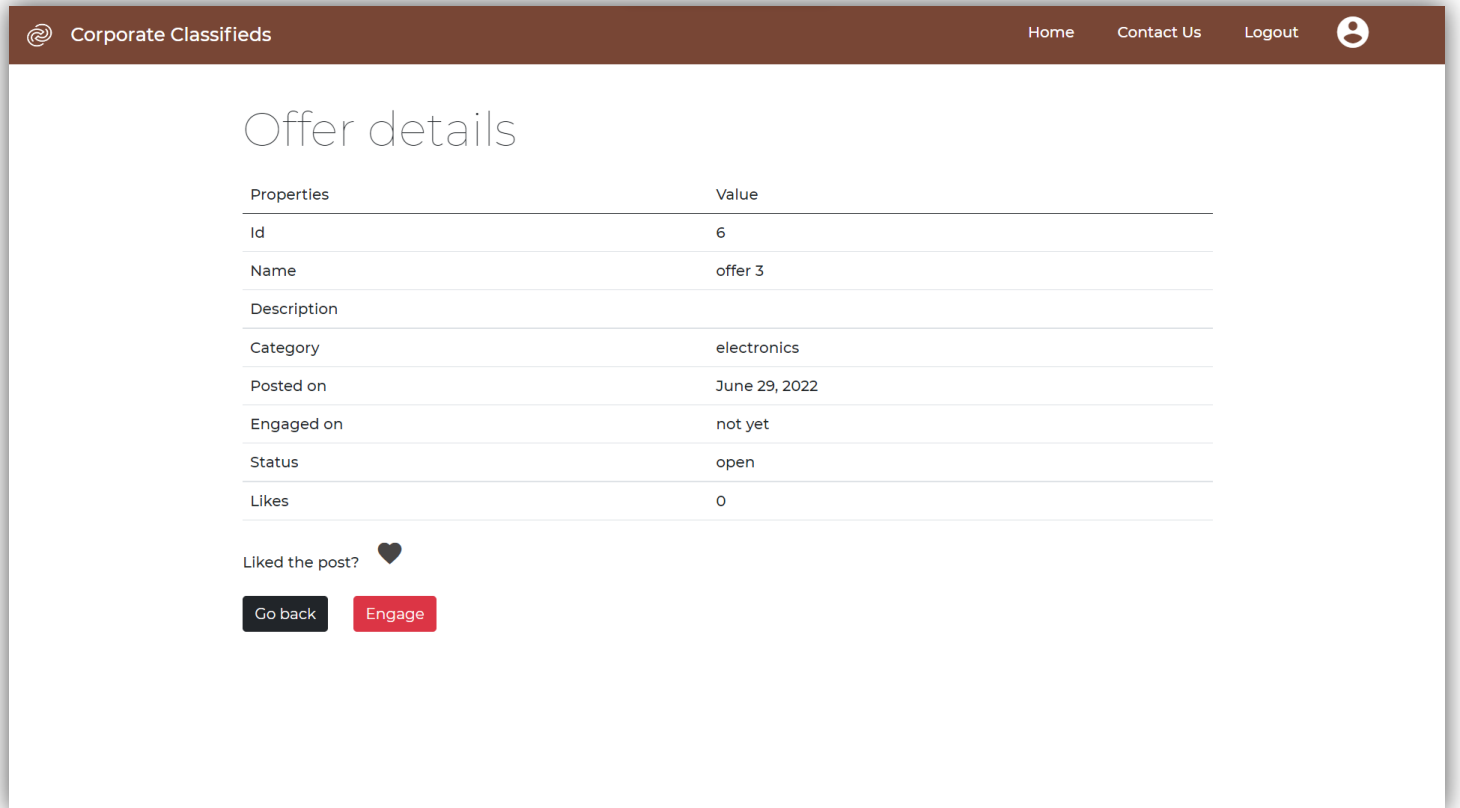 Corporate Classifieds Home Contact Us Logout
Offer details
Properties Value
Id 6
Name offer 3
Description
Category electronics
Posted on June 29, 2022
Engaged on not yet
Status open
Likes 0
Liked the post?
Go back Engage